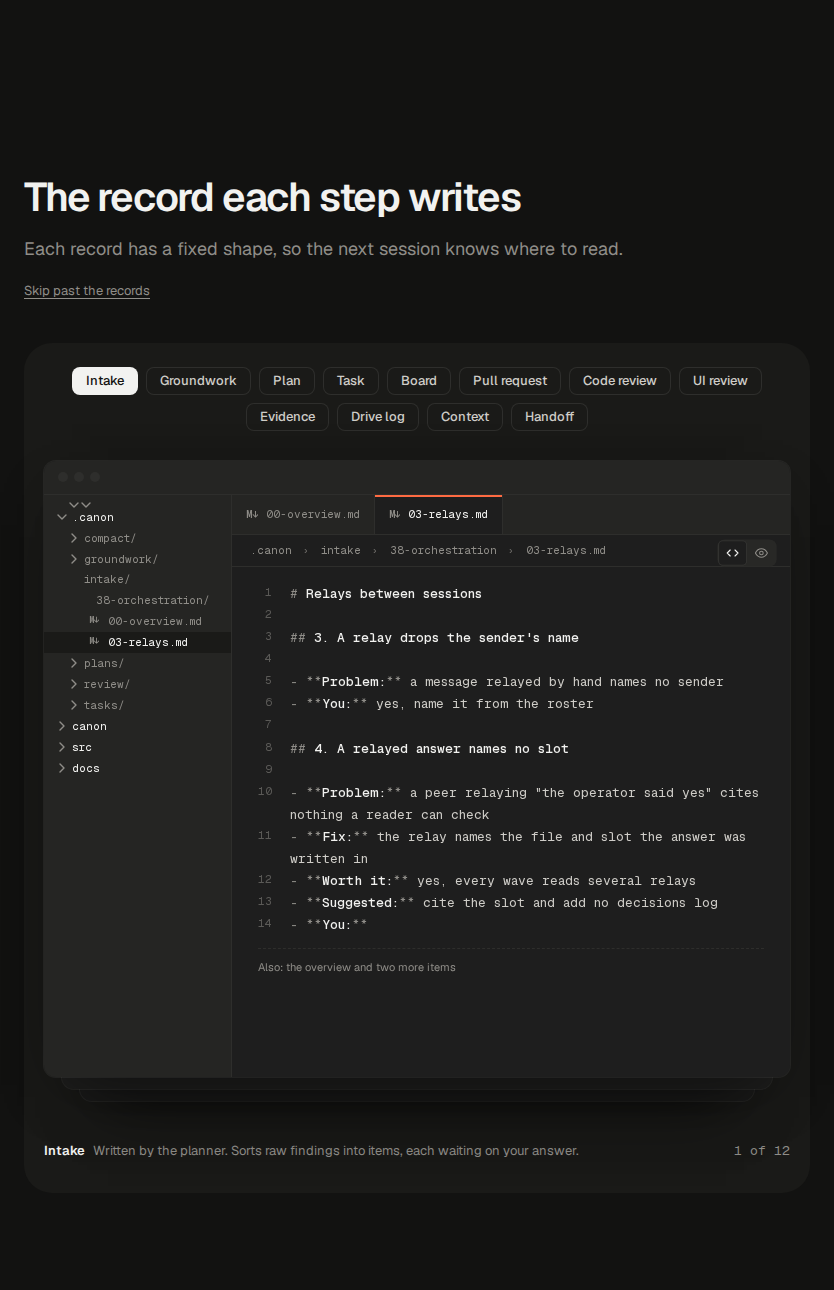 The record each step writes
Each record has a fixed shape, so the next session knows where to read.
Skip past the records
Intake Groundwork Plan Task Board Pull request Code review UI review
Evidence Drive log Context Handoff
.canon
compact/
groundwork/
intake/
38-orchestration/
M↓ 00-overview.md
M↓ 03-relays.md
plans/
review/
tasks/
canon
src
docs
M↓ 00-overview.md M↓ 03-relays.md
.canon › intake › 38-orchestration › 03-relays.md
1 # Relays between sessions
2
3 ## 3. A relay drops the sender's name
4
5 - **Problem:** a message relayed by hand names no sender
6 - **You:** yes, name it from the roster
7
8 ## 4. A relayed answer names no slot
9
10 - **Problem:** a peer relaying "the operator said yes" cites
nothing a reader can check
11 - **Fix:** the relay names the file and slot the answer was
written in
12 - **Worth it:** yes, every wave reads several relays
13 - **Suggested:** cite the slot and add no decisions log
14 - **You:**
Also: the overview and two more items
Intake Written by the planner. Sorts raw findings into items, each waiting on your answer. 1 of 12